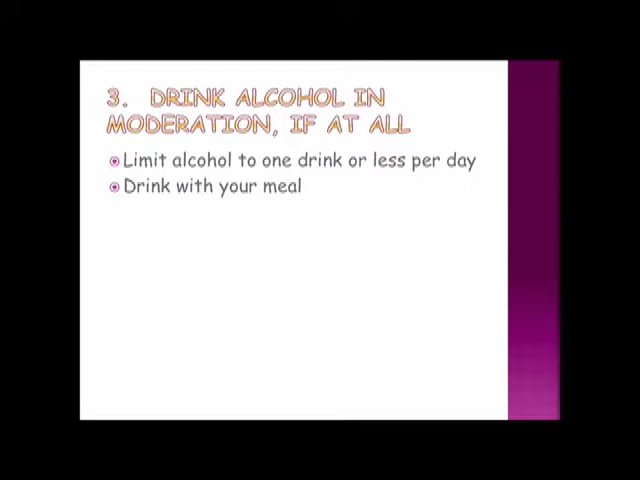 3. DRINK ALCOHOL IN
MODERATION, IF AT ALL
Limit alcohol to one drink or less per day
Drink with your meal